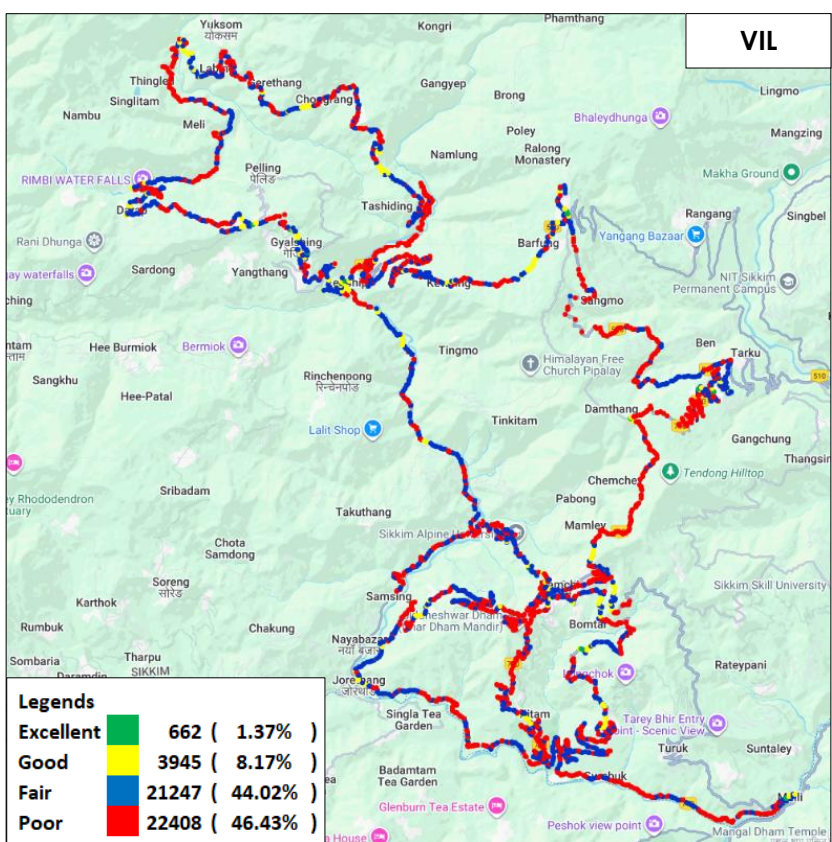 VIL
Yuksom
योकसम
Kongri
Phamthang
Thingle
Gerethang
Chongrang
Gangyep
Brong
Lingmo
Singlitam
Nambu
Meli
Bhaleydhunga
Poley
Mangzing
Ralong
Monastery
Namlung
Pelling
पेलिङ
RIMBI WATER FALLS
Makha Ground
Tashiding
Rangang
Singbel
Rani Dhunga
Gyalshing
Barfung
Yangang Bazaar
Yangthang
Sardong
gay waterfalls
NIT Sikkim
Permanent Campus
ching
Sangmo
Hee Burmiok
Bermiok
Tingmo
Ben
Tarku
Himalayan Free
Church Pipalay
Rinchenpong
रिन्चेनपोङ
Sangkhu
510
Hee-Patal
Damthang
Tinkitam
Lalit Shop
Gangchung
Thangsin
Tendong Hilltop
Chemchey
Sribadam
Pabong
Takuthang
Mamley
Chota
Samdong
Sikkim Alpine
Soreng
सोरेङ
Sikkim Skill University
Samsing
Karthok
Rumbuk
Chakung
Nayabazar
Bomtar
Sombaria
Tharpu
SIKKIM
Rateypani
Singla Tea
Garden
Tarey Bhir Entry
Point - Scenic View
Turuk
Suntaley
Badamtam
Tea Garden
Glenburn Tea Estate
Peshok view point
Mangal Dham Temple
Legends
Excellent 662 ( 1.37% )
Good 3945 ( 8.17% )
Fair 21247 ( 44.02% )
Poor 22408 ( 46.43% )